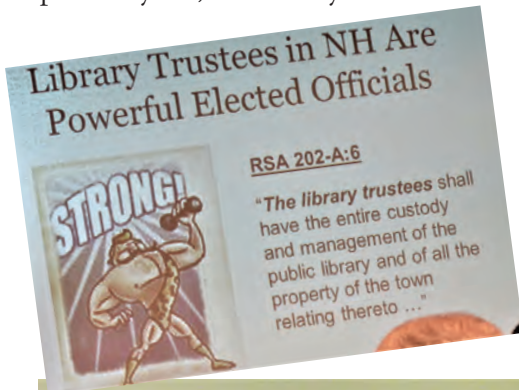 Library Trustees in NH Are
Powerful Elected Officials
STRONG!
RSA 202-A:6
“The library trustees shall
have the entire custody
and management of the
public library and of all the
property of the town
relating thereto ...”